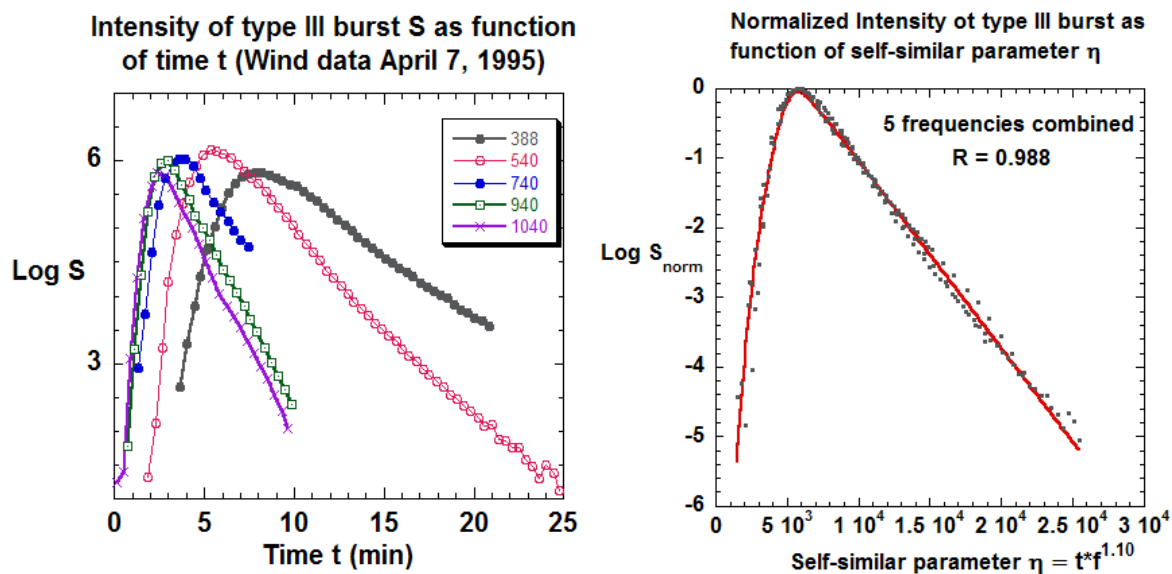 Intensity of type III burst S as function
of time t (Wind data April 7, 1995)
Log S
6
3
388
540
740
940
1040
0 5 10 15 20 25
Time t (min)
Normalized Intensity ot type III burst as
function of self-similar parameter η
5 frequencies combined
R = 0.988
Log S_norm
0
-1
-2
-3
-4
-5
-6
0 5 10³ 1 10⁴ 1.5 10⁴ 2 10⁴ 2.5 10⁴ 3 10⁴
Self-similar parameter η = t*f^1.10